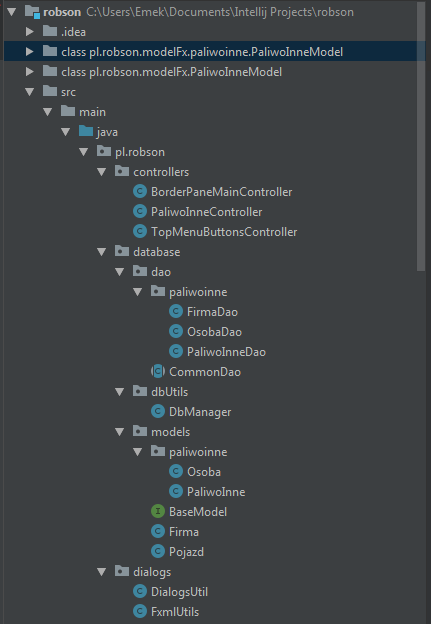 robson C:\Users\Emek\Documents\Intellij Projects\robson
.idea
class pl.robson.modelFx.paliwoinne.PaliwoInneModel
class pl.robson.modelFx.PaliwoInneModel
src
main
java
pl.robson
controllers
BorderPaneMainController
PaliwoInneController
TopMenuButtonsController
database
dao
paliwoinne
FirmaDao
OsobaDao
PaliwoInneDao
CommonDao
dbUtils
DbManager
models
paliwoinne
Osoba
PaliwoInne
BaseModel
Firma
Pojazd
dialogs
DialogsUtil
FxmlUtils